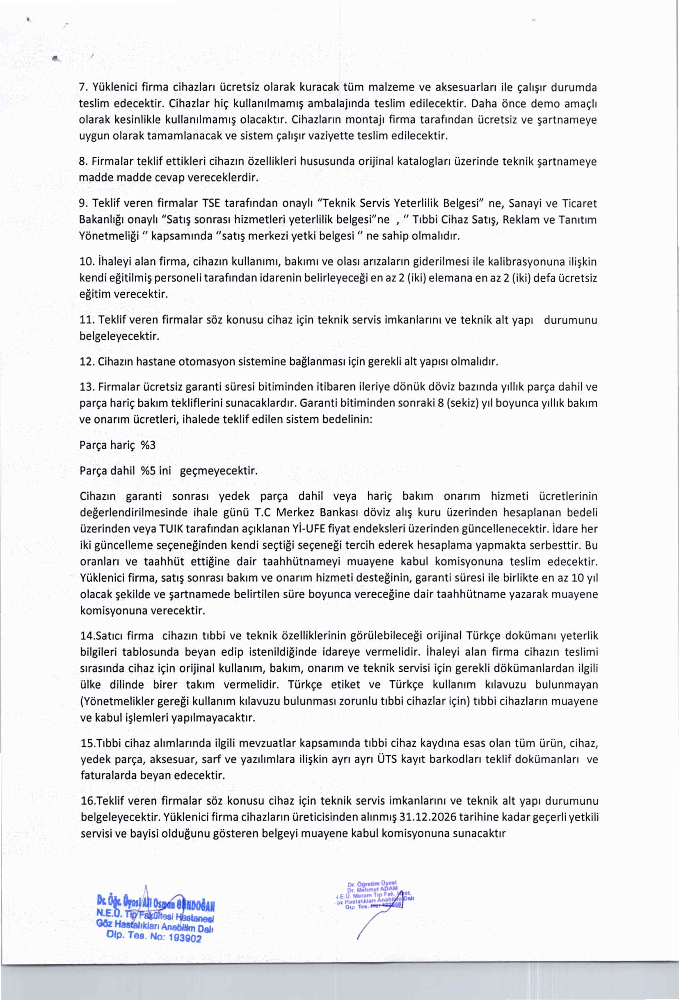 7. Yüklenici firma cihazları ücretsiz olarak kuracak tüm malzeme ve aksesuarları ile çalışır durumda
teslim edecektir. Cihazlar hiç kullanılmamış ambalajında teslim edilecektir. Daha önce demo amaçlı
olarak kesinlikle kullanılmamış olacaktır. Cihazların montajı firma tarafından ücretsiz ve şartnameye
uygun olarak tamamlanacak ve sistem çalışır vaziyette teslim edilecektir.
8. Firmalar teklif ettikleri cihazın özellikleri hususunda orijinal katalogları üzerinde teknik şartnameye
madde madde cevap vereceklerdir.
9. Teklif veren firmalar TSE tarafından onaylı “Teknik Servis Yeterlilik Belgesi” ne, Sanayi ve Ticaret
Bakanlığı onaylı “Satış sonrası hizmetleri yeterlilik belgesi”ne , ” Tıbbi Cihaz Satış, Reklam ve Tanıtım
Yönetmeliği ” kapsamında ”satış merkezi yetki belgesi ” ne sahip olmalıdır.
10. İhaleyi alan firma, cihazın kullanımı, bakımı ve olası arızaların giderilmesi ile kalibrasyonuna ilişkin
kendi eğitilmiş personeli tarafından idarenin belirleyeceği en az 2 (iki) elemana en az 2 (iki) defa ücretsiz
eğitim verecektir.
11. Teklif veren firmalar söz konusu cihaz için teknik servis imkanlarını ve teknik alt yapı durumunu
belgeleyecektir.
12. Cihazın hastane otomasyon sistemine bağlanması için gerekli alt yapısı olmalıdır.
13. Firmalar ücretsiz garanti süresi bitiminden itibaren ileriye dönük döviz bazında yıllık parça dahil ve
parça hariç bakım tekliflerini sunacaklardır. Garanti bitiminden sonraki 8 (sekiz) yıl boyunca yıllık bakım
ve onarım ücretleri, ihalede teklif edilen sistem bedelinin:
Parça hariç %3
Parça dahil %5 ini geçmeyecektir.
Cihazın garanti sonrası yedek parça dahil veya hariç bakım onarım hizmeti ücretlerinin
değerlendirilmesinde ihale günü T.C Merkez Bankası döviz alış kuru üzerinden hesaplanan bedeli
üzerinden veya TUIK tarafından açıklanan Yİ-UFE fiyat endeksleri üzerinden güncellenecektir. İdare her
iki güncelleme seçeneğinden kendi seçtiği seçeneği tercih ederek hesaplama yapmakta serbesttir. Bu
oranları ve taahhüt ettiğine dair taahhütnameyi muayene kabul komisyonuna teslim edecektir.
Yüklenici firma, satış sonrası bakım ve onarım hizmeti desteğinin, garanti süresi ile birlikte en az 10 yıl
olacak şekilde ve şartnamede belirtilen süre boyunca vereceğine dair taahhütname yazarak muayene
komisyonuna verecektir.
14.Satıcı firma cihazın tıbbi ve teknik özelliklerinin görülebileceği orijinal Türkçe dokümanı yeterlik
bilgileri tablosunda beyan edip istenildiğinde idareye vermelidir. İhaleyi alan firma cihazın teslimi
sırasında cihaz için orijinal kullanım, bakım, onarım ve teknik servisi için gerekli dökümanlardan ilgili
ülke dilinde birer takım vermelidir. Türkçe etiket ve Türkçe kullanım kılavuzu bulunmayan
(Yönetmelikler gereği kullanım kılavuzu bulunması zorunlu tıbbi cihazlar için) tıbbi cihazların muayene
ve kabul işlemleri yapılmayacaktır.
15.Tıbbi cihaz alımlarında ilgili mevzuatlar kapsamında tıbbi cihaz kaydına esas olan tüm ürün, cihaz,
yedek parça, aksesuar, sarf ve yazılımlara ilişkin ayrı ayrı ÜTS kayıt barkodları teklif dokümanları ve
faturalarda beyan edecektir.
16.Teklif veren firmalar söz konusu cihaz için teknik servis imkanlarını ve teknik alt yapı durumunu
belgeleyecektir. Yüklenici firma cihazların üreticisinden alınmış 31.12.2026 tarihine kadar geçerli yetkili
servisi ve bayisi olduğunu gösteren belgeyi muayene kabul komisyonuna sunacaktır
Dr. Öğretim Üyesi
Dr. Mehmet ADAM
.E.Ü. Meram Tıp Fak. Hast.
öz Hastalıkları Anabilim Dalı
Dip Tes. No:
Dr. Öğr. Üyesi Ali Osman GÜNDOĞAN
N.E.Ü. Tıp Fakültesi Hastanesi
Göz Hastalıkları Anabilim Dalı
Dip. Tes. No: 193902